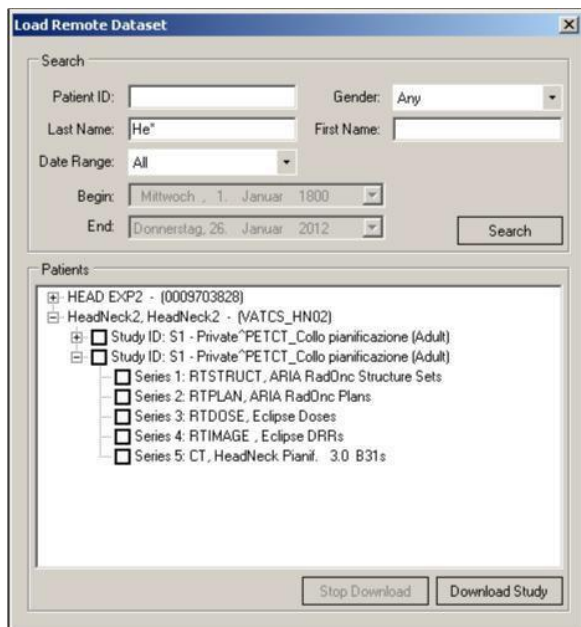 Load Remote Dataset
Search
Patient ID: Gender: Any
Last Name: He* First Name:
Date Range: All
Begin: Mittwoch , 1. Januar 1800
End: Donnerstag, 26. Januar 2012 Search
Patients
HEAD EXP2 - (0009703828)
HeadNeck2, HeadNeck2 - (VATCS_HN02)
Study ID: S1 - Private^PETCT_Collo pianificazione (Adult)
Study ID: S1 - Private^PETCT_Collo pianificazione (Adult)
Series 1: RTSTRUCT, ARIA RadOnc Structure Sets
Series 2: RTPLAN, ARIA RadOnc Plans
Series 3: RTDOSE, Eclipse Doses
Series 4: RTIMAGE , Eclipse DRRs
Series 5: CT, HeadNeck Pianif. 3.0 B31s
Stop Download Download Study